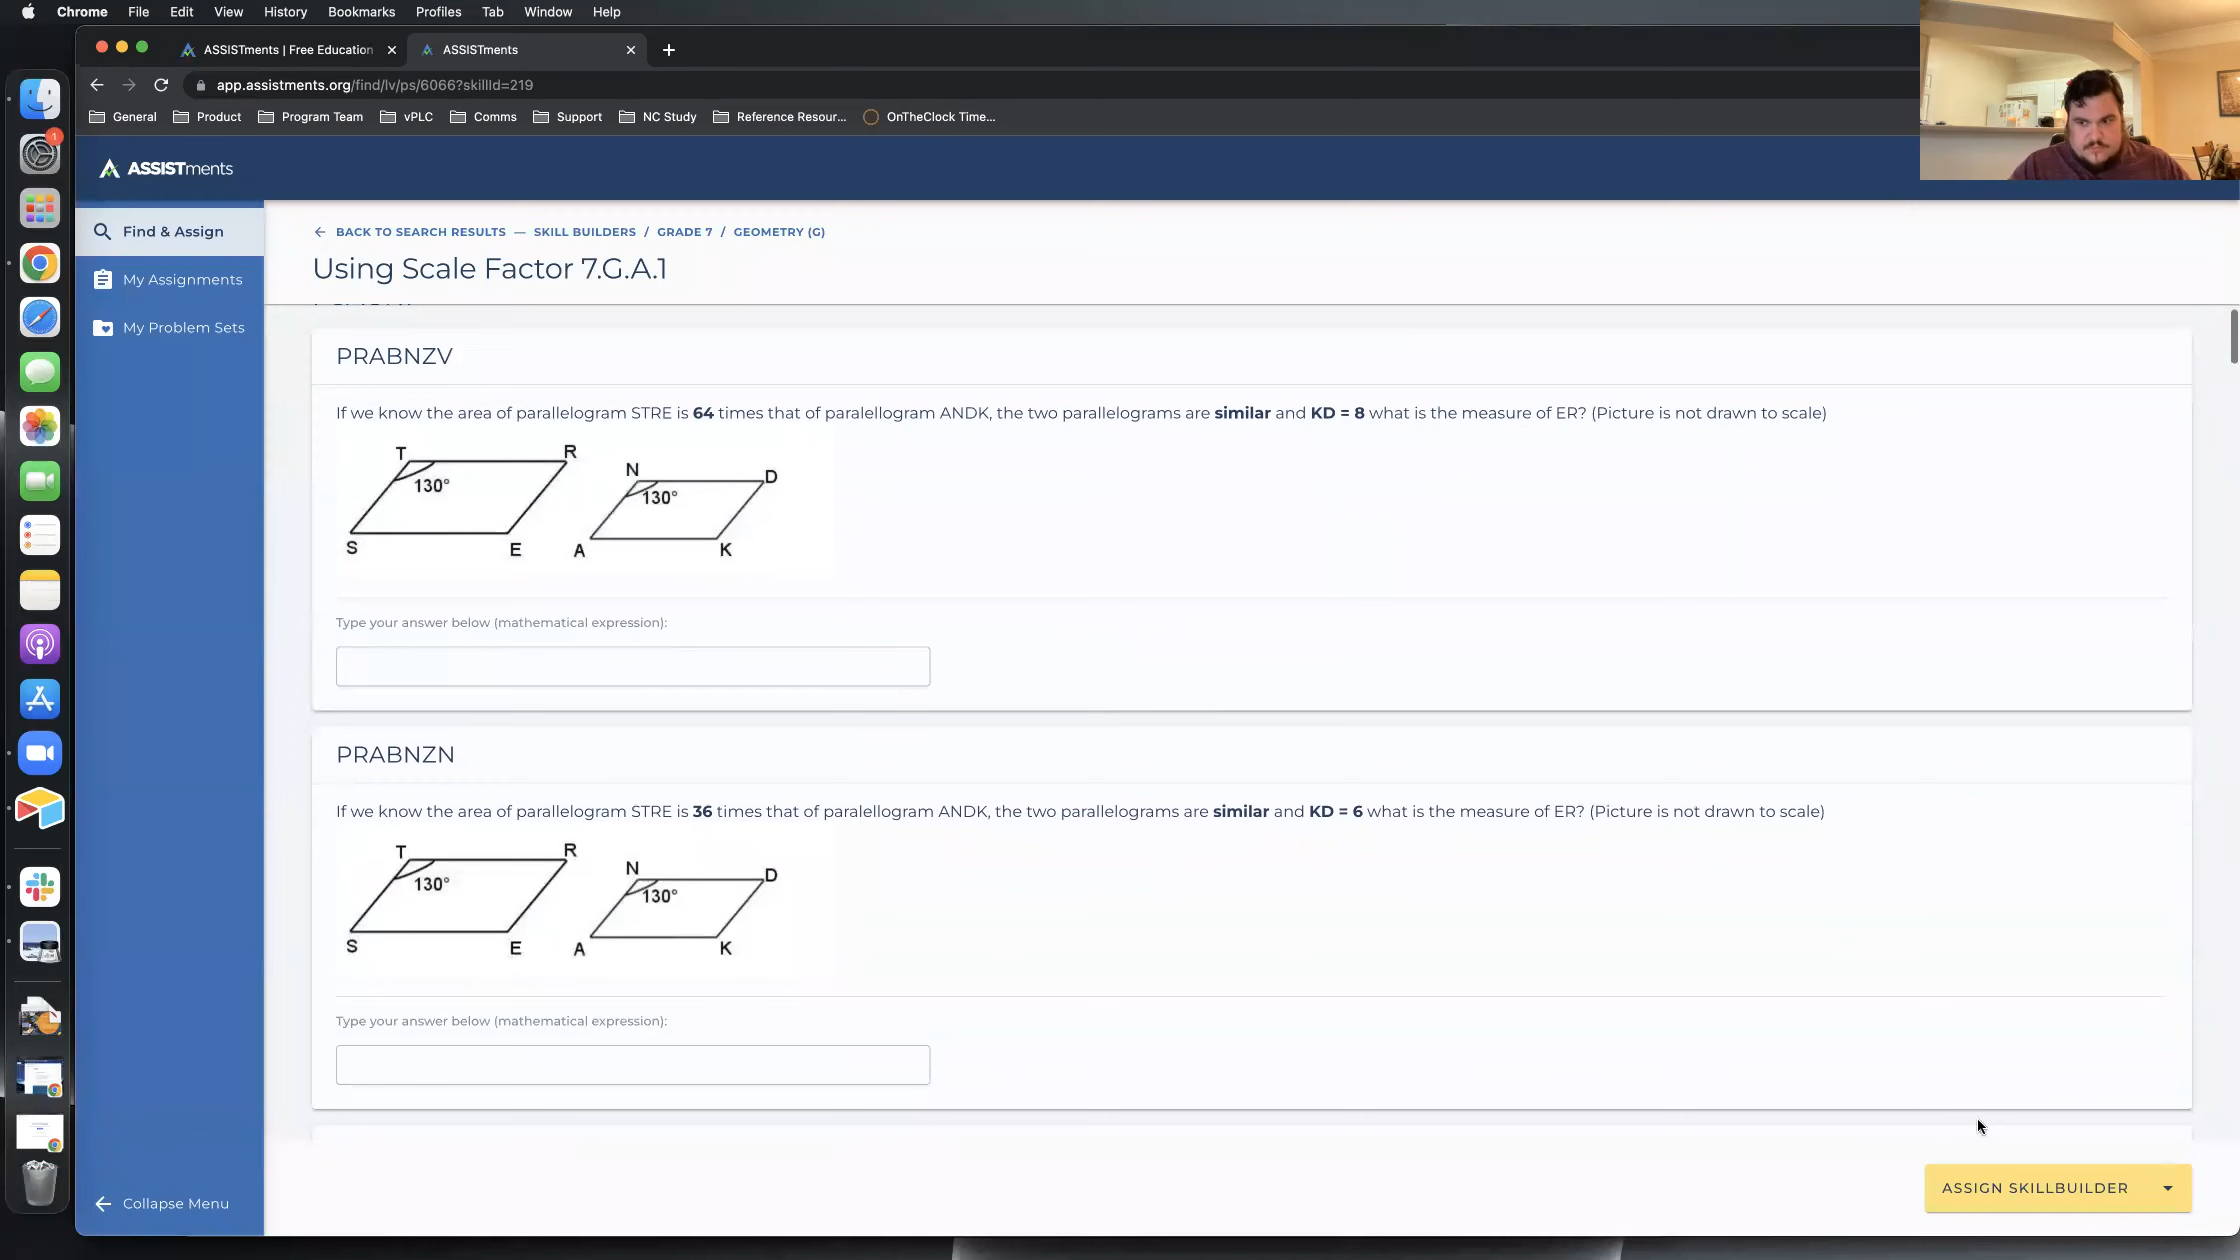 Chrome File Edit View History Bookmarks Profiles Tab Window Help
ASSISTments | Free Education
ASSISTments
app.assistments.org/find/lv/ps/6066?skillId=219
General Product Program Team vPLC Comms Support NC Study Reference Resour... OnTheClock Time...
1
ASSISTments
Find & Assign
My Assignments
My Problem Sets
Collapse Menu
BACK TO SEARCH RESULTS — SKILL BUILDERS / GRADE 7 / GEOMETRY (G)
Using Scale Factor 7.G.A.1
PRABNZV
If we know the area of parallelogram STRE is 64 times that of paralellogram ANDK, the two parallelograms are similar and KD = 8 what is the measure of ER? (Picture is not drawn to scale)
T R N D
130° 130°
S E A K
Type your answer below (mathematical expression):
PRABNZN
If we know the area of parallelogram STRE is 36 times that of paralellogram ANDK, the two parallelograms are similar and KD = 6 what is the measure of ER? (Picture is not drawn to scale)
T R N D
130° 130°
S E A K
Type your answer below (mathematical expression):
ASSIGN SKILLBUILDER